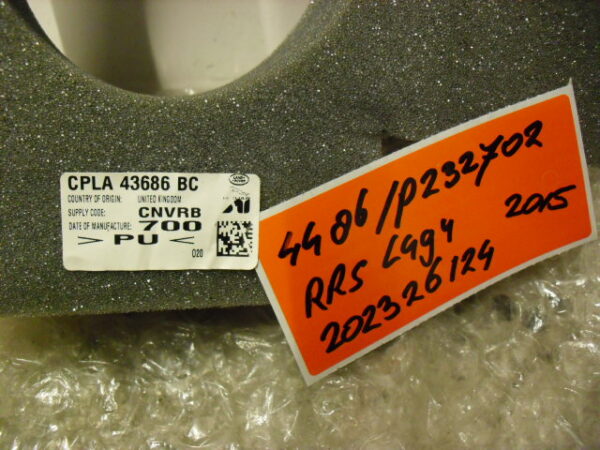 CPLA 43686 BC
COUNTRY OF ORIGIN: UNITED KINGDOM
SUPPLY CODE: CNVRB
DATE OF MANUFACTURE: 700
> PU <
020
4486/P232702
RRS L494 2015
202326124